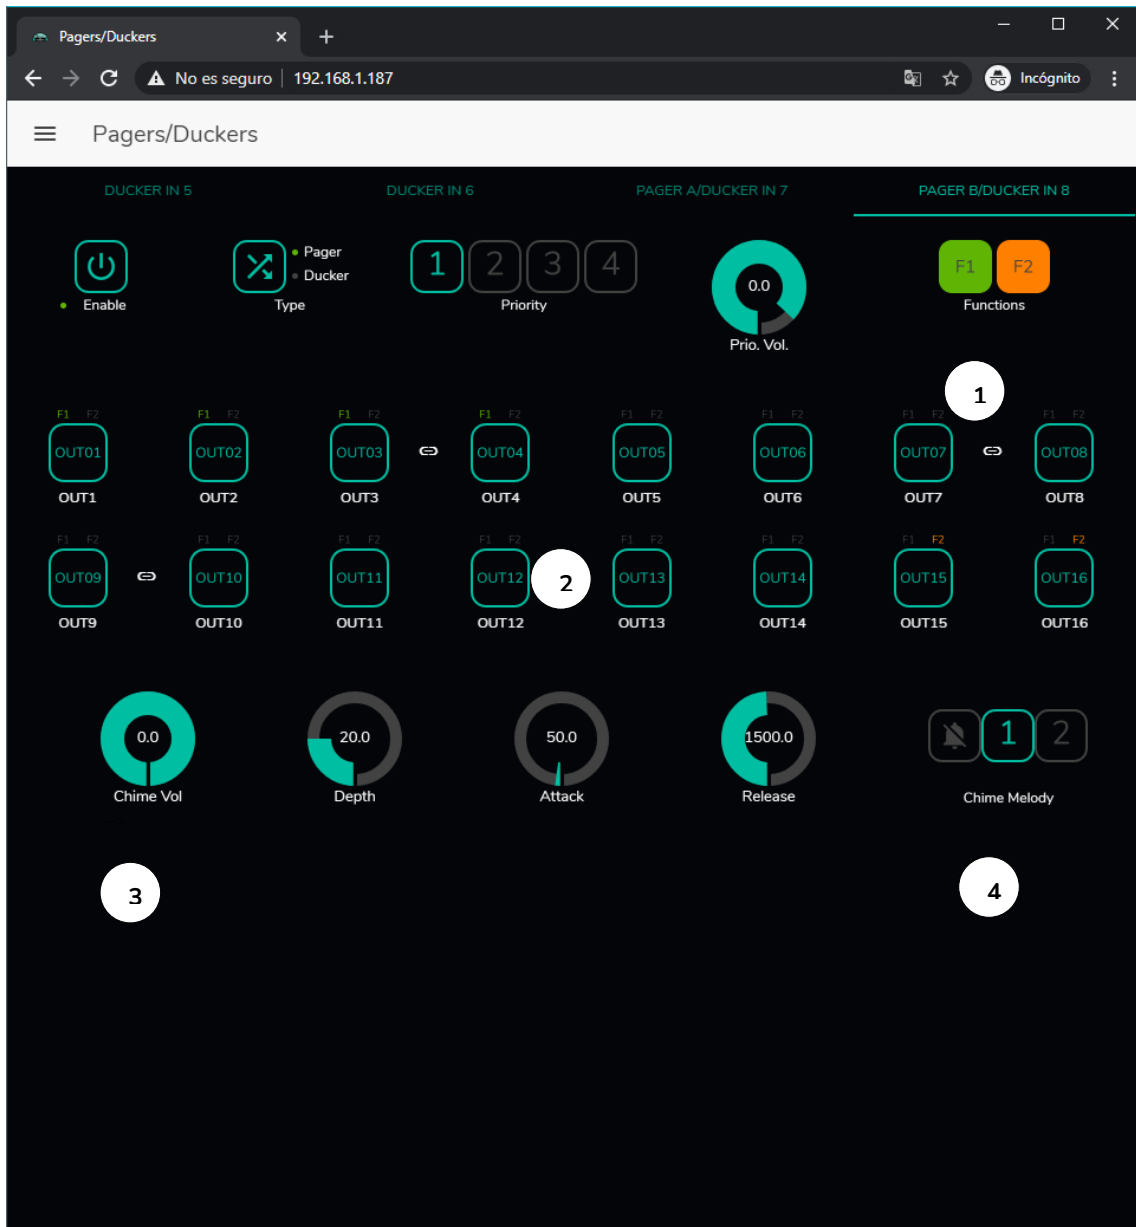 Pagers/Duckers
No es seguro 192.168.1.187 Incógnito
Pagers/Duckers
DUCKER IN 5 DUCKER IN 6 PAGER A/DUCKER IN 7 PAGER B/DUCKER IN 8
Enable
Pager
Ducker
Type
1 2 3 4
Priority
0.0
Prio. Vol.
F1 F2
Functions
1
F1 F2 F1 F2 F1 F2 F1 F2 F1 F2 F1 F2 F1 F2 F1 F2
OUT01 OUT02 OUT03 OUT04 OUT05 OUT06 OUT07 OUT08
OUT1 OUT2 OUT3 OUT4 OUT5 OUT6 OUT7 OUT8
F1 F2 F1 F2 F1 F2 F1 F2 F1 F2 F1 F2 F1 F2 F1 F2
OUT09 OUT10 OUT11 OUT12 2 OUT13 OUT14 OUT15 OUT16
OUT9 OUT10 OUT11 OUT12 OUT13 OUT14 OUT15 OUT16
0.0 20.0 50.0 1500.0 1 2
Chime Vol Depth Attack Release Chime Melody
3 4